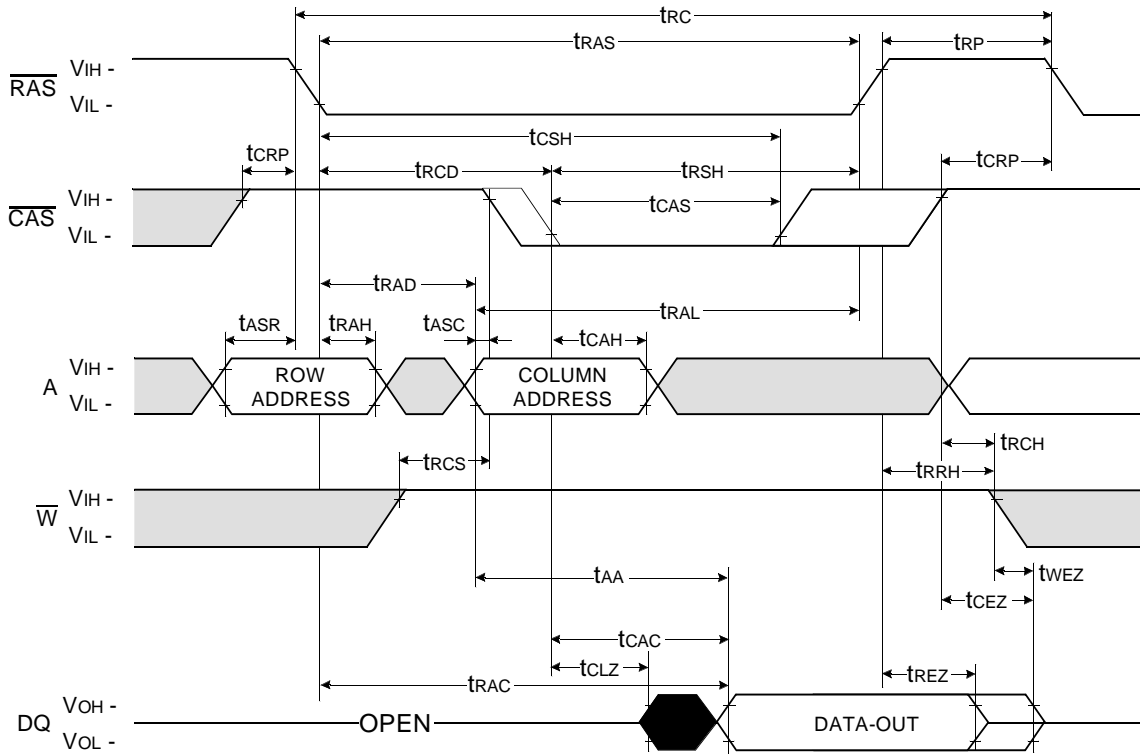 tRC
tRAS
tRP
RAS
VIH -
VIL -
tCSH
tCRP
tRCD
tRSH
tCRP
CAS
VIH -
VIL -
tCAS
tRAD
tRAL
tASR
tRAH
tASC
tCAH
A
VIH -
VIL -
ROW
ADDRESS
COLUMN
ADDRESS
tRCS
tRCH
tRRH
W
VIH -
VIL -
tAA
tWEZ
tCEZ
tCAC
tCLZ
tREZ
tRAC
DQ
VOH -
VOL -
OPEN
DATA-OUT